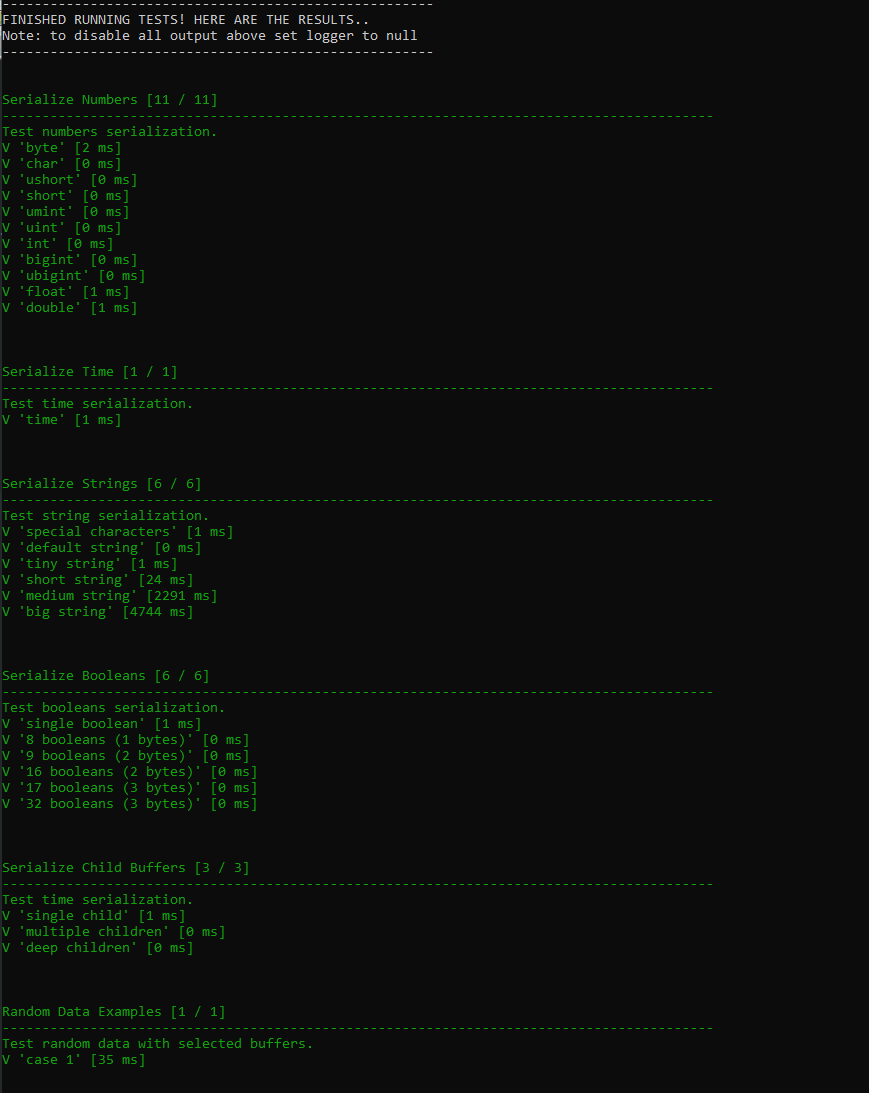 ------------------------------------------------------
FINISHED RUNNING TESTS! HERE ARE THE RESULTS..
Note: to disable all output above set logger to null
------------------------------------------------------
Serialize Numbers [11 / 11]
-----------------------------------------------------------------------------------------
Test numbers serialization.
V 'byte' [2 ms]
V 'char' [0 ms]
V 'ushort' [0 ms]
V 'short' [0 ms]
V 'umint' [0 ms]
V 'uint' [0 ms]
V 'int' [0 ms]
V 'bigint' [0 ms]
V 'ubigint' [0 ms]
V 'float' [1 ms]
V 'double' [1 ms]
Serialize Time [1 / 1]
-----------------------------------------------------------------------------------------
Test time serialization.
V 'time' [1 ms]
Serialize Strings [6 / 6]
-----------------------------------------------------------------------------------------
Test string serialization.
V 'special characters' [1 ms]
V 'default string' [0 ms]
V 'tiny string' [1 ms]
V 'short string' [24 ms]
V 'medium string' [2291 ms]
V 'big string' [4744 ms]
Serialize Booleans [6 / 6]
-----------------------------------------------------------------------------------------
Test booleans serialization.
V 'single boolean' [1 ms]
V '8 booleans (1 bytes)' [0 ms]
V '9 booleans (2 bytes)' [0 ms]
V '16 booleans (2 bytes)' [0 ms]
V '17 booleans (3 bytes)' [0 ms]
V '32 booleans (3 bytes)' [0 ms]
Serialize Child Buffers [3 / 3]
-----------------------------------------------------------------------------------------
Test time serialization.
V 'single child' [1 ms]
V 'multiple children' [0 ms]
V 'deep children' [0 ms]
Random Data Examples [1 / 1]
-----------------------------------------------------------------------------------------
Test random data with selected buffers.
V 'case 1' [35 ms]